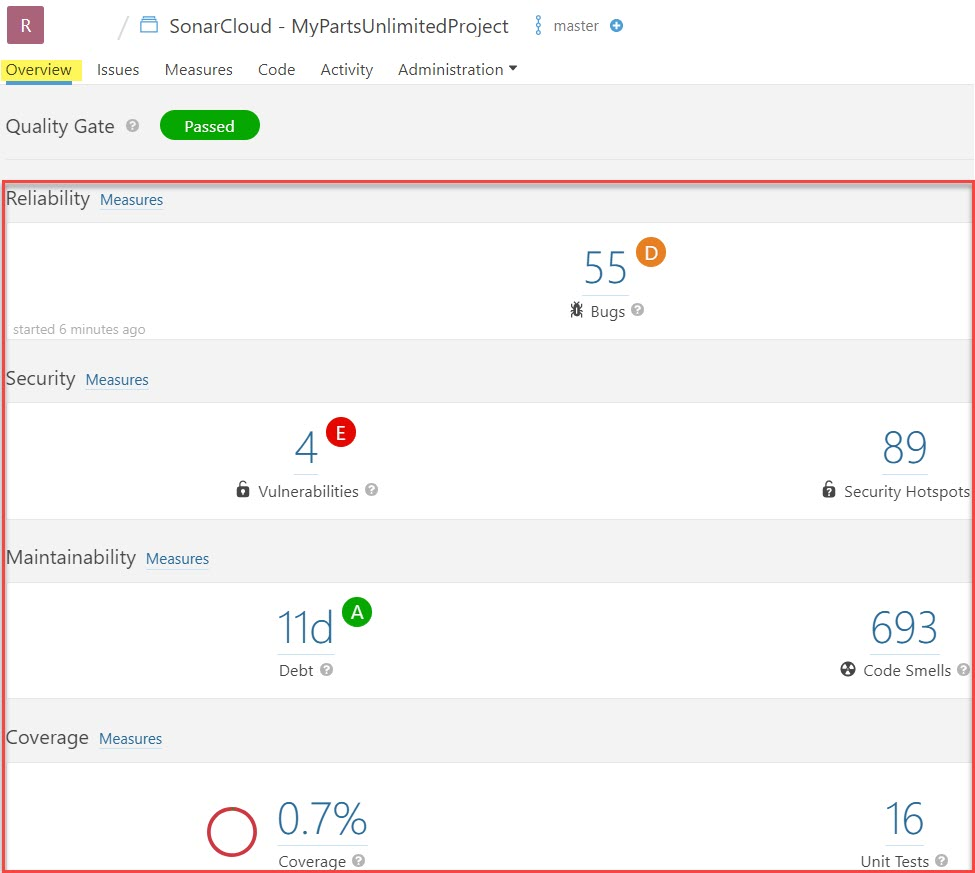 R / SonarCloud - MyPartsUnlimitedProject master
Overview Issues Measures Code Activity Administration
Quality Gate ? Passed
Reliability Measures
55 D
Bugs ?
started 6 minutes ago
Security Measures
4 E 89
Vulnerabilities ? Security Hotspots
Maintainability Measures
11d A 693
Debt ? Code Smells ?
Coverage Measures
0.7% 16
Coverage ? Unit Tests ?